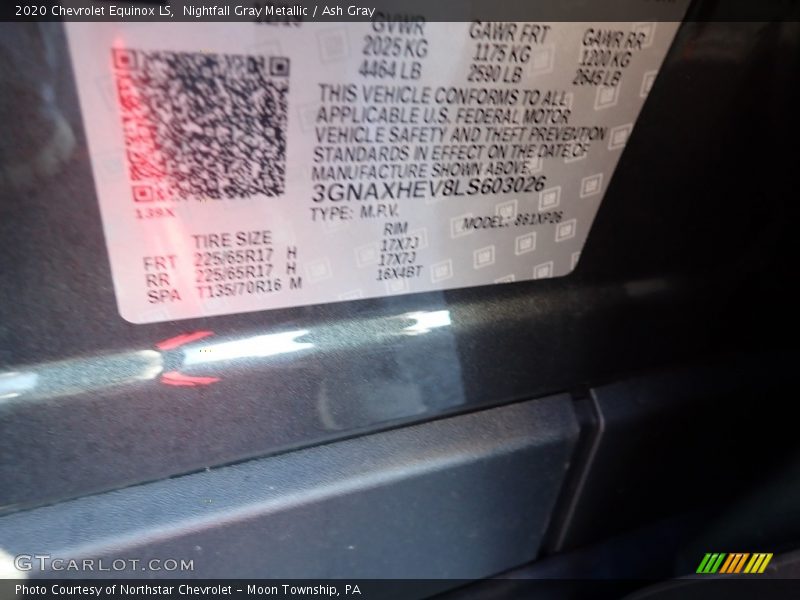 2020 Chevrolet Equinox LS, Nightfall Gray Metallic / Ash Gray
GVWR GAWR FRT GAWR RR
2025 KG 1175 KG 1200 KG
4464 LB 2590 LB 2645 LB
THIS VEHICLE CONFORMS TO ALL
APPLICABLE U.S. FEDERAL MOTOR
VEHICLE SAFETY AND THEFT PREVENTION
STANDARDS IN EFFECT ON THE DATE OF
MANUFACTURE SHOWN ABOVE.
3GNAXHEV8LS603026
139X
TYPE: M.P.V. MODEL: 861XP26
TIRE SIZE RIM
FRT 225/65R17 H 17X7J
RR 225/65R17 H 17X7J
SPA T135/70R16 M 16X4BT
GTCARLOT.COM
Photo Courtesy of Northstar Chevrolet - Moon Township, PA